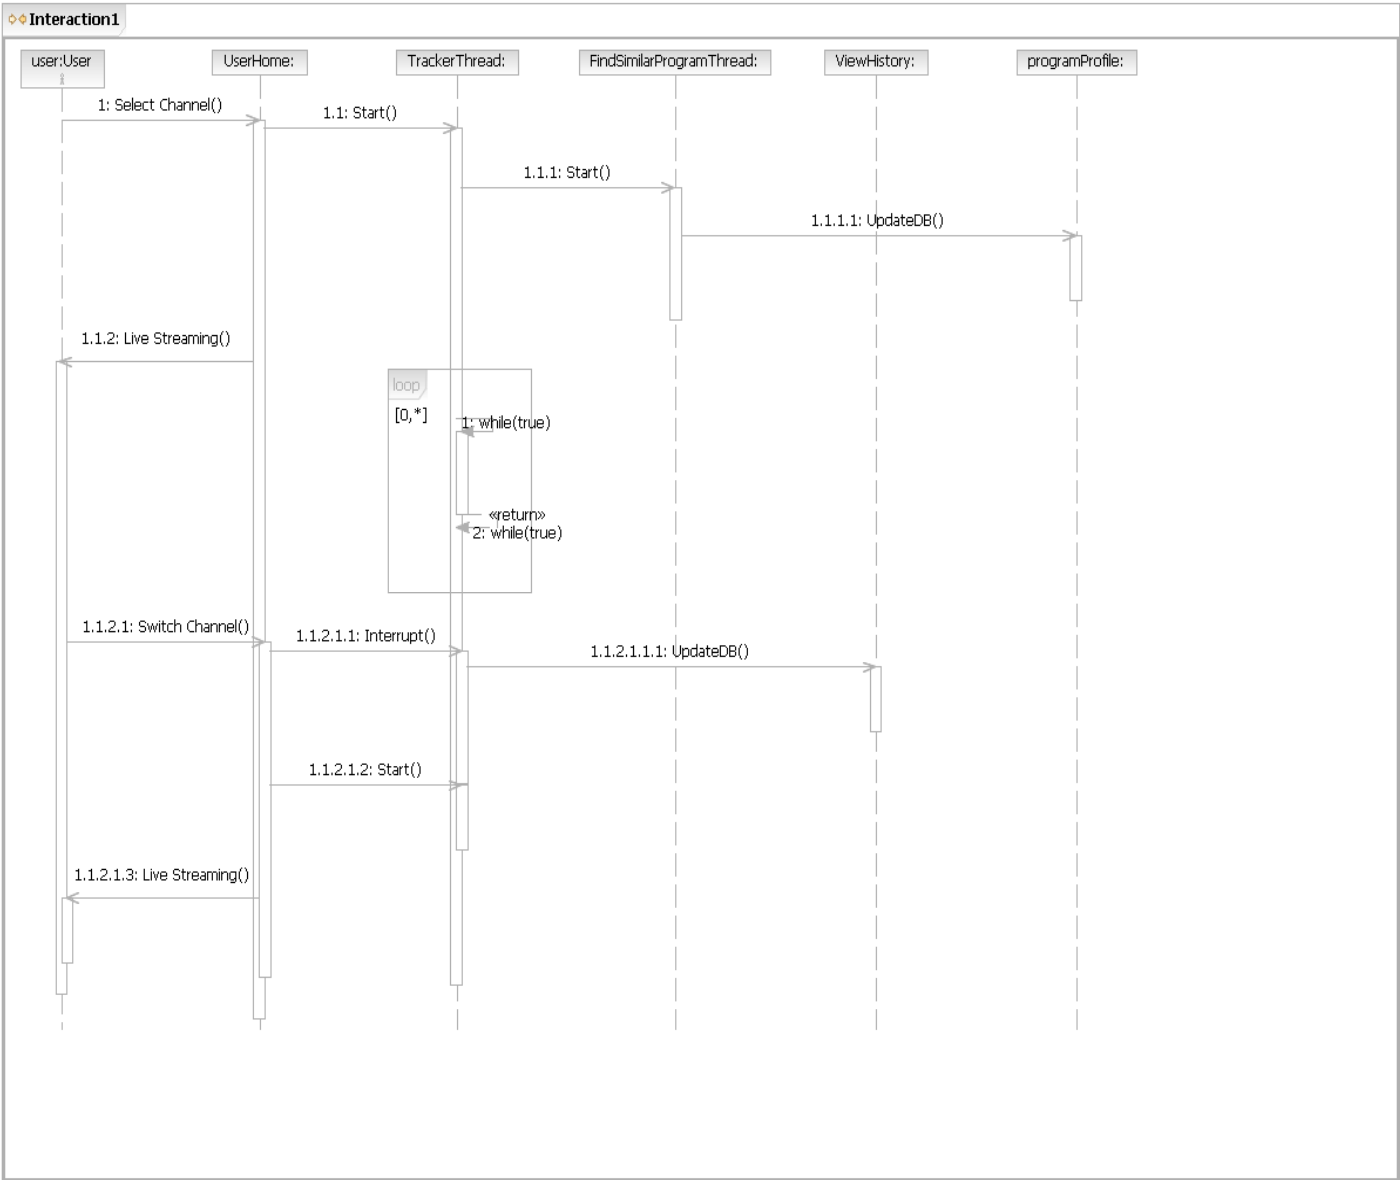 Interaction1
user:User
UserHome:
TrackerThread:
FindSimilarProgramThread:
ViewHistory:
programProfile:
1: Select Channel()
1.1: Start()
1.1.1: Start()
1.1.1.1: UpdateDB()
1.1.2: Live Streaming()
loop
[0,*]
1: while(true)
«return»
2: while(true)
1.1.2.1: Switch Channel()
1.1.2.1.1: Interrupt()
1.1.2.1.1.1: UpdateDB()
1.1.2.1.2: Start()
1.1.2.1.3: Live Streaming()